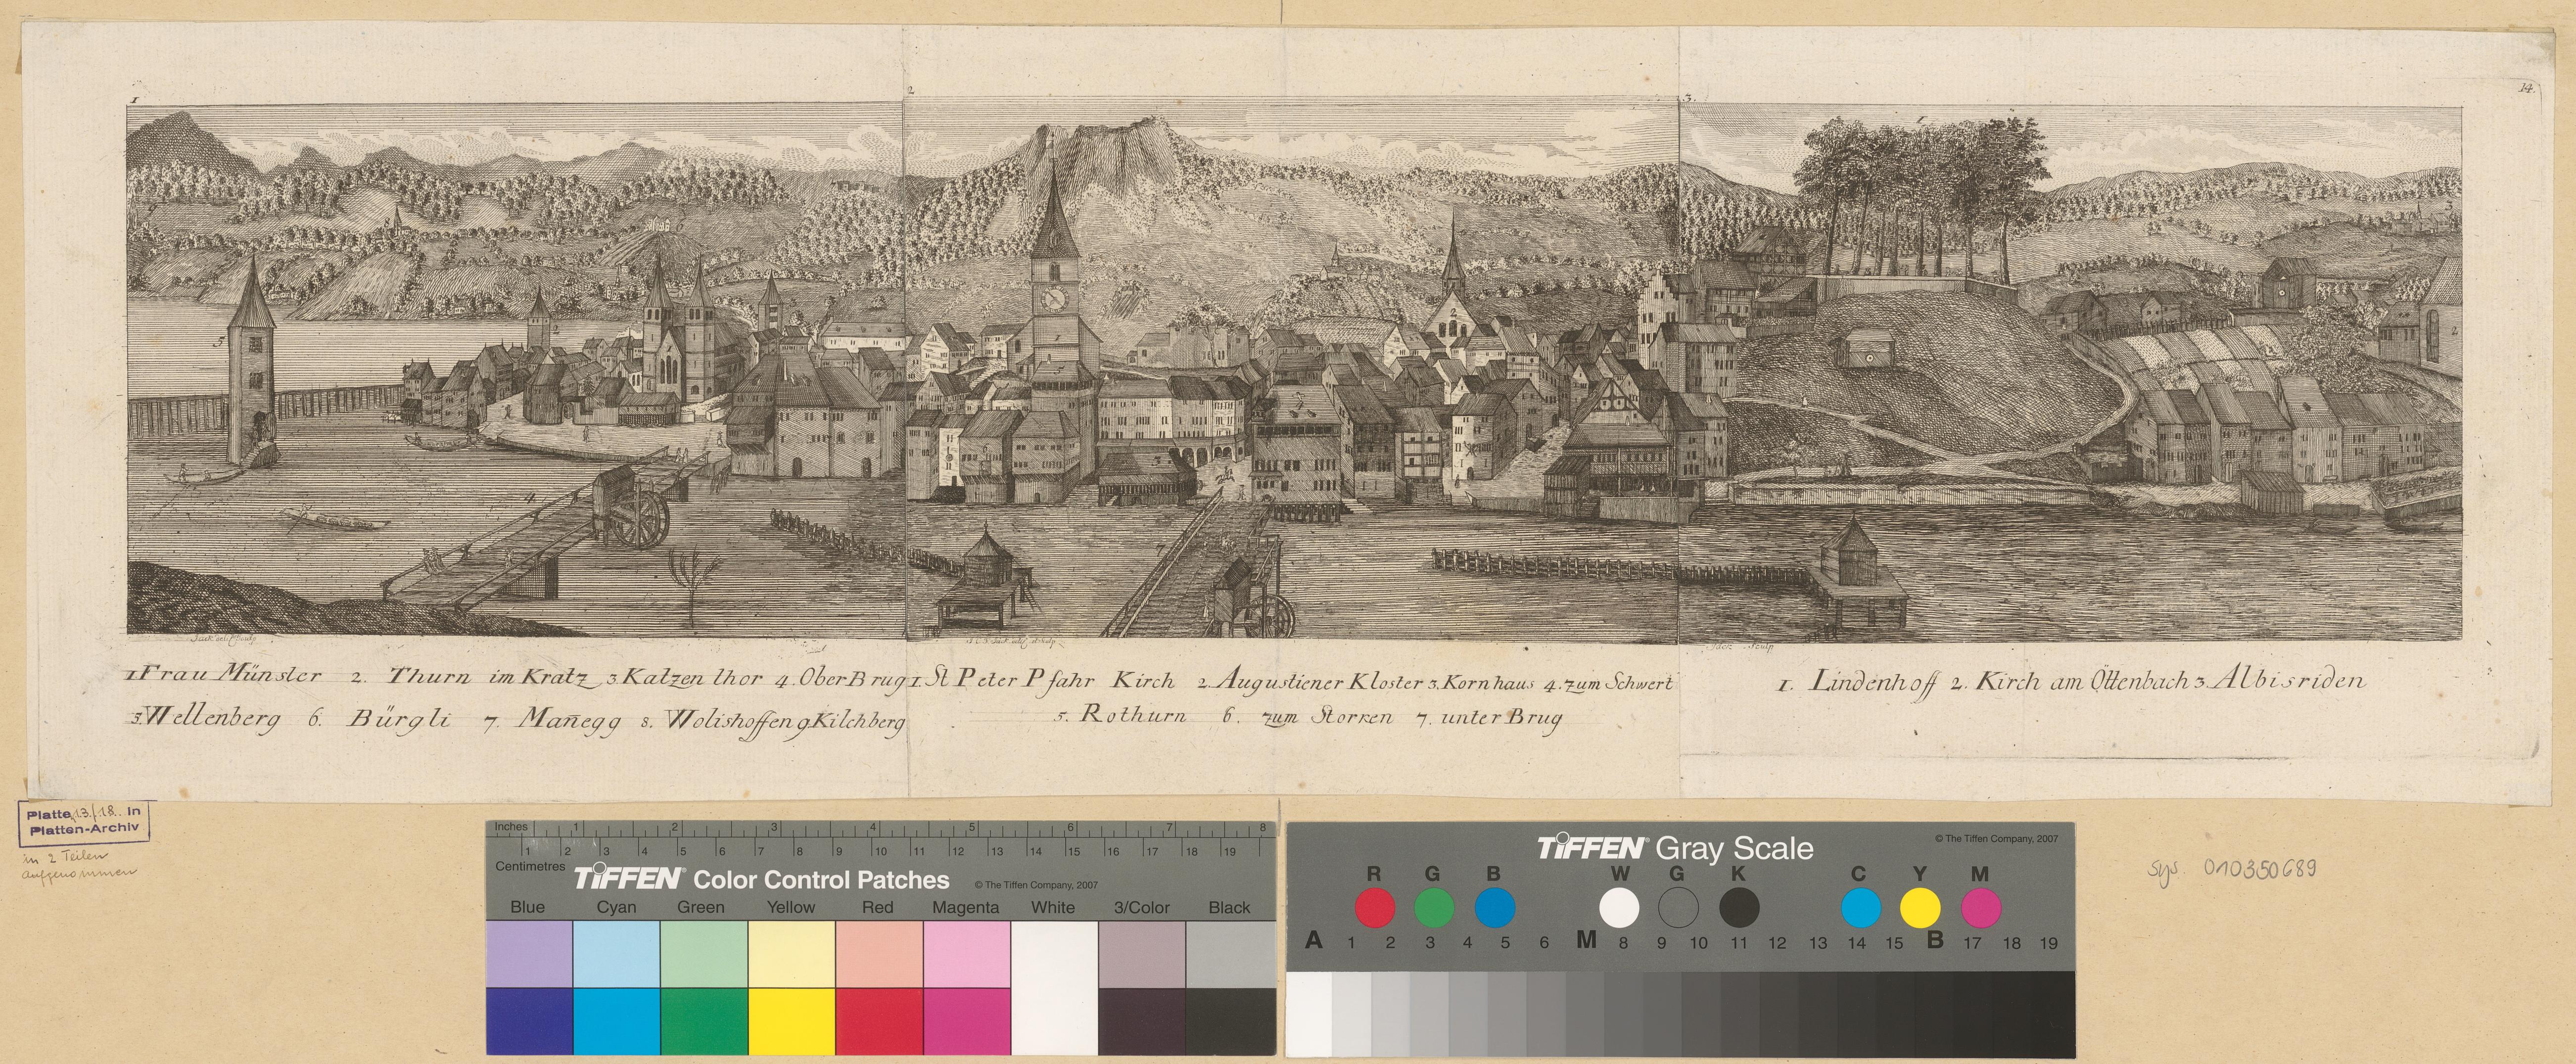 1
2
3.
14.
1 Frau Münster 2. Thurn im Kratz 3 Katzen thor 4. Ober Brug
5. Wellenberg 6. Bürgli 7. Mañegg 8. Wolishoffen 9 Kilchberg
1. St Peter Pfahr Kirch 2. Augustiener Kloster 3. Kornhaus 4. zum Schwert
5. Rothurn 6. zum Storken 7. unter Brug
Sculp.
1. Lindenhoff 2. Kirch am Öttenbach 3. Albisriden
Platte 13/18. in
Platten-Archiv
in 2 Teilen
aufgenommen
Inches 1 2 3 4 5 6 7 8
Centimetres 1 2 3 4 5 6 7 8 9 10 11 12 13 14 15 16 17 18 19
TIFFEN® Color Control Patches © The Tiffen Company, 2007
Blue Cyan Green Yellow Red Magenta White 3/Color Black
TIFFEN® Gray Scale © The Tiffen Company, 2007
R G B W G K C Y M
A 1 2 3 4 5 6 M 8 9 10 11 12 13 14 15 B 17 18 19
sys. 010350689